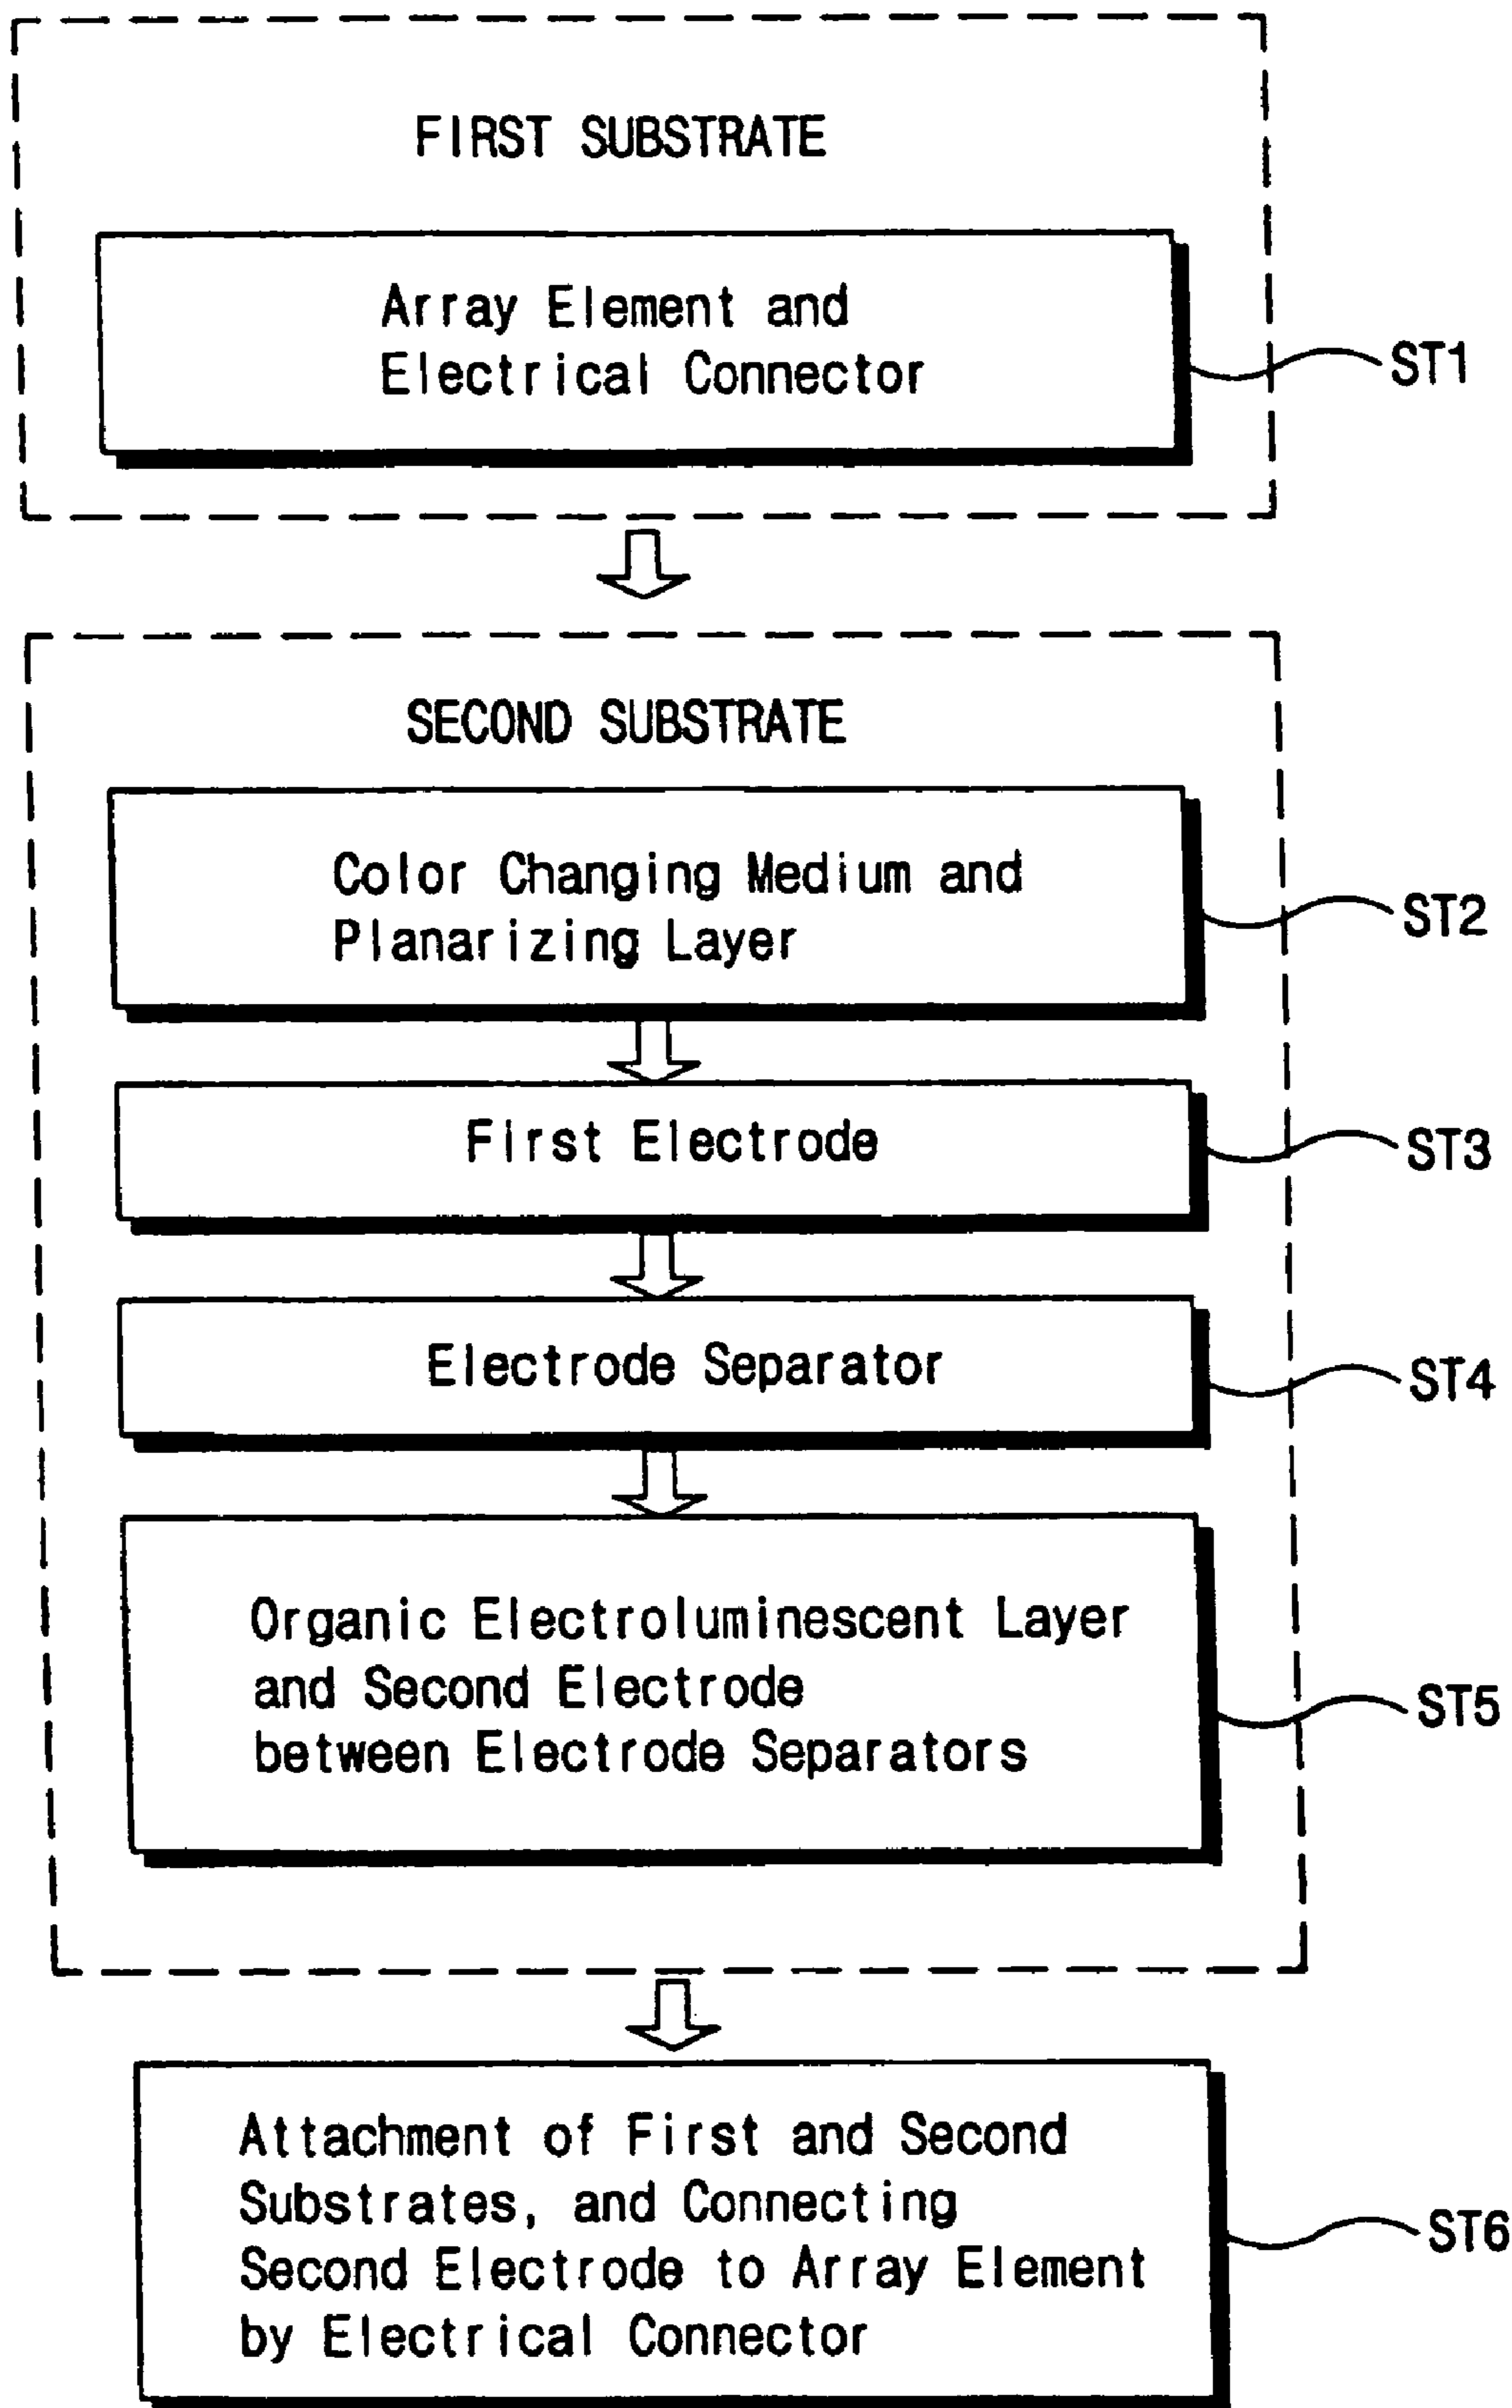 FIRST SUBSTRATE
Array Element and
Electrical Connector
ST1
SECOND SUBSTRATE
Color Changing Medium and
Planarizing Layer
ST2
First Electrode
ST3
Electrode Separator
ST4
Organic Electroluminescent Layer
and Second Electrode
between Electrode Separators
ST5
Attachment of First and Second
Substrates, and Connecting
Second Electrode to Array Element
by Electrical Connector
ST6